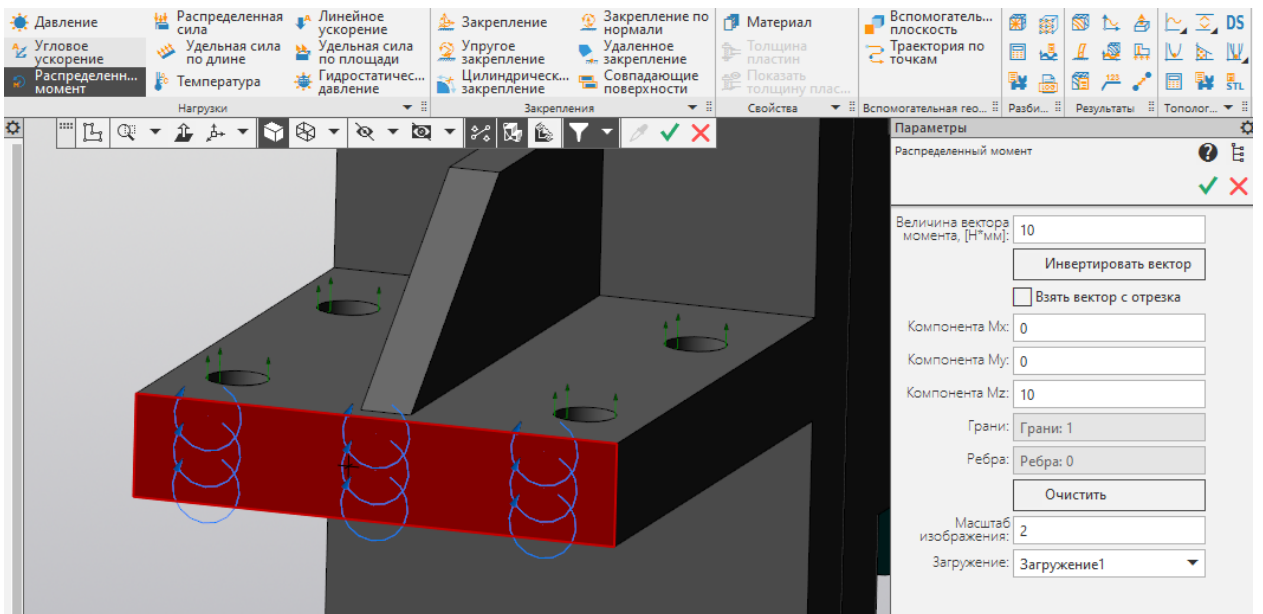 Давление
Угловое
ускорение
Распределенн...
момент
Распределенная
сила
Удельная сила
по длине
Температура
Линейное
ускорение
Удельная сила
по площади
Гидростатичес...
давление
Нагрузки
Закрепление
Упругое
закрепление
Цилиндрическ...
закрепление
Закрепление по
нормали
Удаленное
закрепление
Совпадающие
поверхности
Закрепления
Материал
Толщина
пластин
Показать
толщину плас...
Свойства
Вспомогатель...
плоскость
Траектория по
точкам
Вспомогательная гео...
Разби...
123
Результаты
DS
STL
Тополог...
Параметры
Распределенный момент
Величина вектора
момента, [Н*мм]: 10
Инвертировать вектор
Взять вектор с отрезка
Компонента Mx: 0
Компонента My: 0
Компонента Mz: 10
Грани: Грани: 1
Ребра: Ребра: 0
Очистить
Масштаб
изображения: 2
Загружение: Загружение1